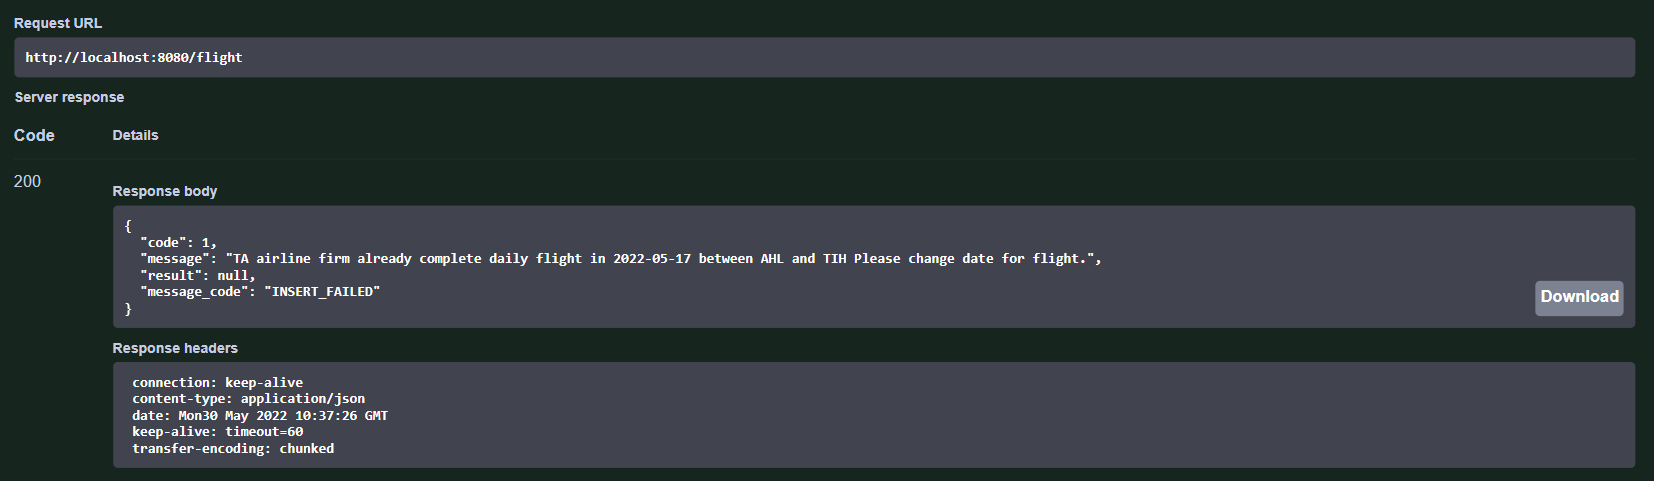 Request URL
http://localhost:8080/flight
Server response
Code Details
200
Response body
{
  "code": 1,
  "message": "TA airline firm already complete daily flight in 2022-05-17 between AHL and TIH Please change date for flight.",
  "result": null,
  "message_code": "INSERT_FAILED"
}
Download
Response headers
connection: keep-alive
content-type: application/json
date: Mon30 May 2022 10:37:26 GMT
keep-alive: timeout=60
transfer-encoding: chunked